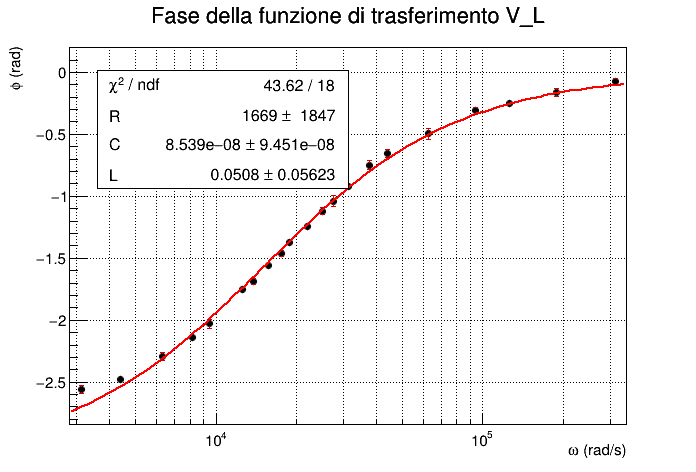 Fase della funzione di trasferimento V_L
φ (rad)
χ² / ndf 43.62 / 18
R 1669 ± 1847
C 8.539e−08 ± 9.451e−08
L 0.0508 ± 0.05623
0
−0.5
−1
−1.5
−2
−2.5
10⁴ 10⁵
ω (rad/s)